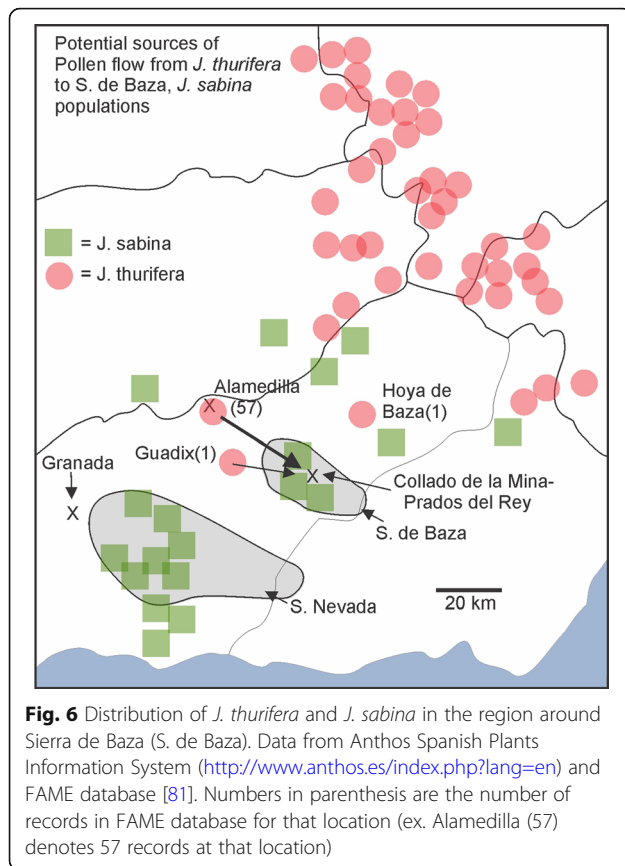 Potential sources of
Pollen flow from J. thurifera
to S. de Baza, J. sabina
populations
= J. sabina
= J. thurifera
Alamedilla
X
(57)
Hoya de
Baza(1)
Guadix(1)
Granada
X
X
Collado de la Mina-
Prados del Rey
S. de Baza
S. Nevada
20 km
Fig. 6 Distribution of J. thurifera and J. sabina in the region around
Sierra de Baza (S. de Baza). Data from Anthos Spanish Plants
Information System (http://www.anthos.es/index.php?lang=en) and
FAME database [81]. Numbers in parenthesis are the number of
records in FAME database for that location (ex. Alamedilla (57)
denotes 57 records at that location)